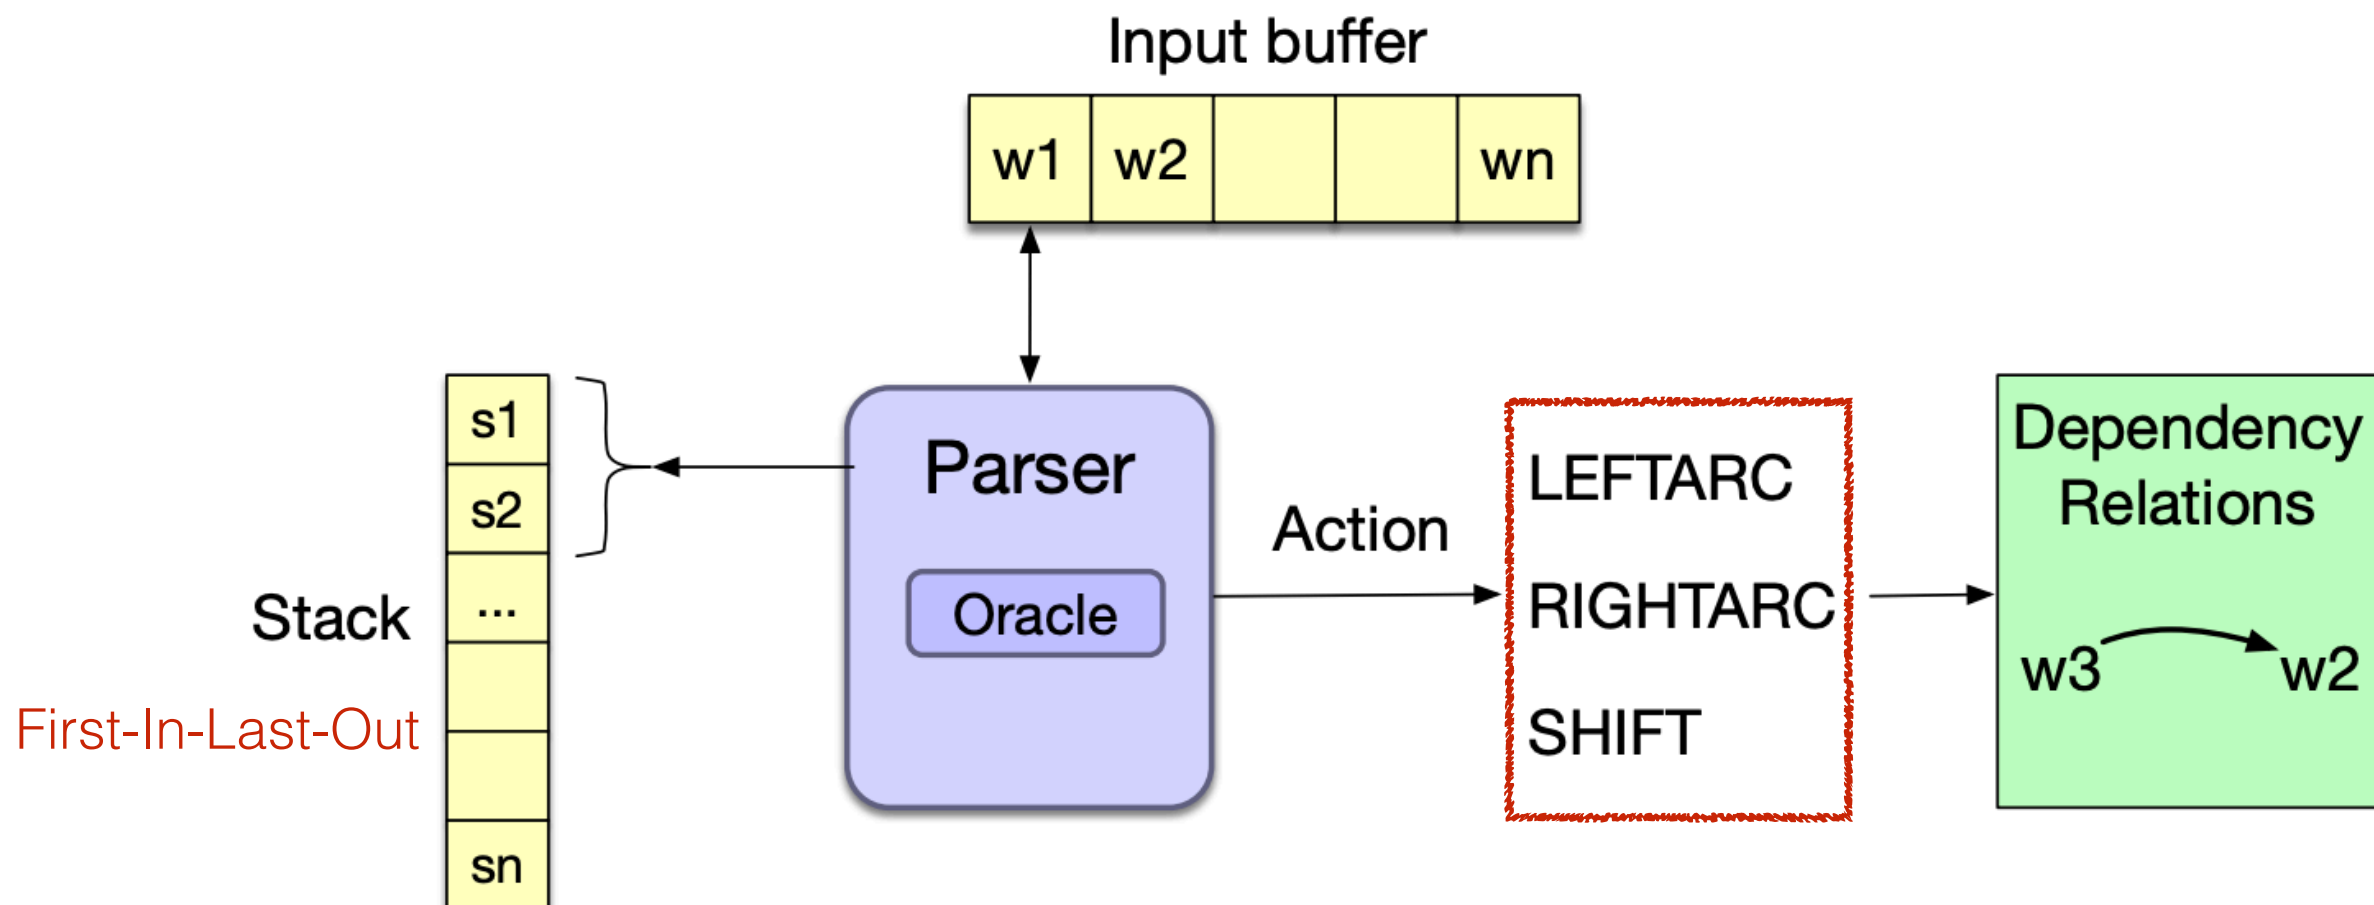 Input buffer
w1 w2 wn
s1
s2
...
sn
Stack
First-In-Last-Out
Parser
Oracle
Action
LEFTARC
RIGHTARC
SHIFT
Dependency
Relations
w3 w2